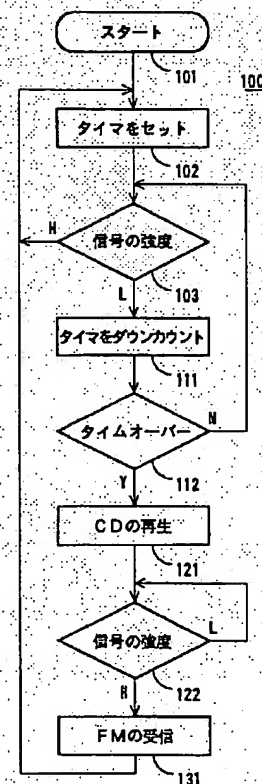 スタート
101
100
タイマをセット
102
H
信号の強度
103
L
タイマをダウンカウント
111
タイムオーバー
N
112
Y
CDの再生
121
信号の強度
L
122
H
FMの受信
131